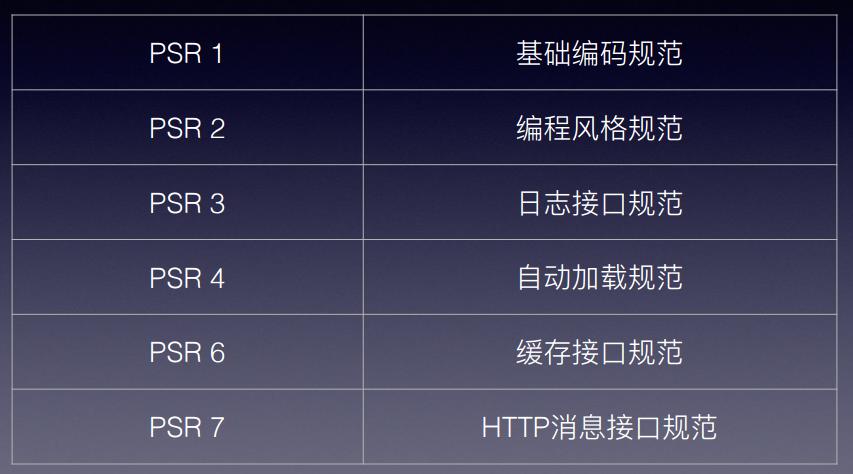 PSR 1 基础编码规范
PSR 2 编程风格规范
PSR 3 日志接口规范
PSR 4 自动加载规范
PSR 6 缓存接口规范
PSR 7 HTTP消息接口规范